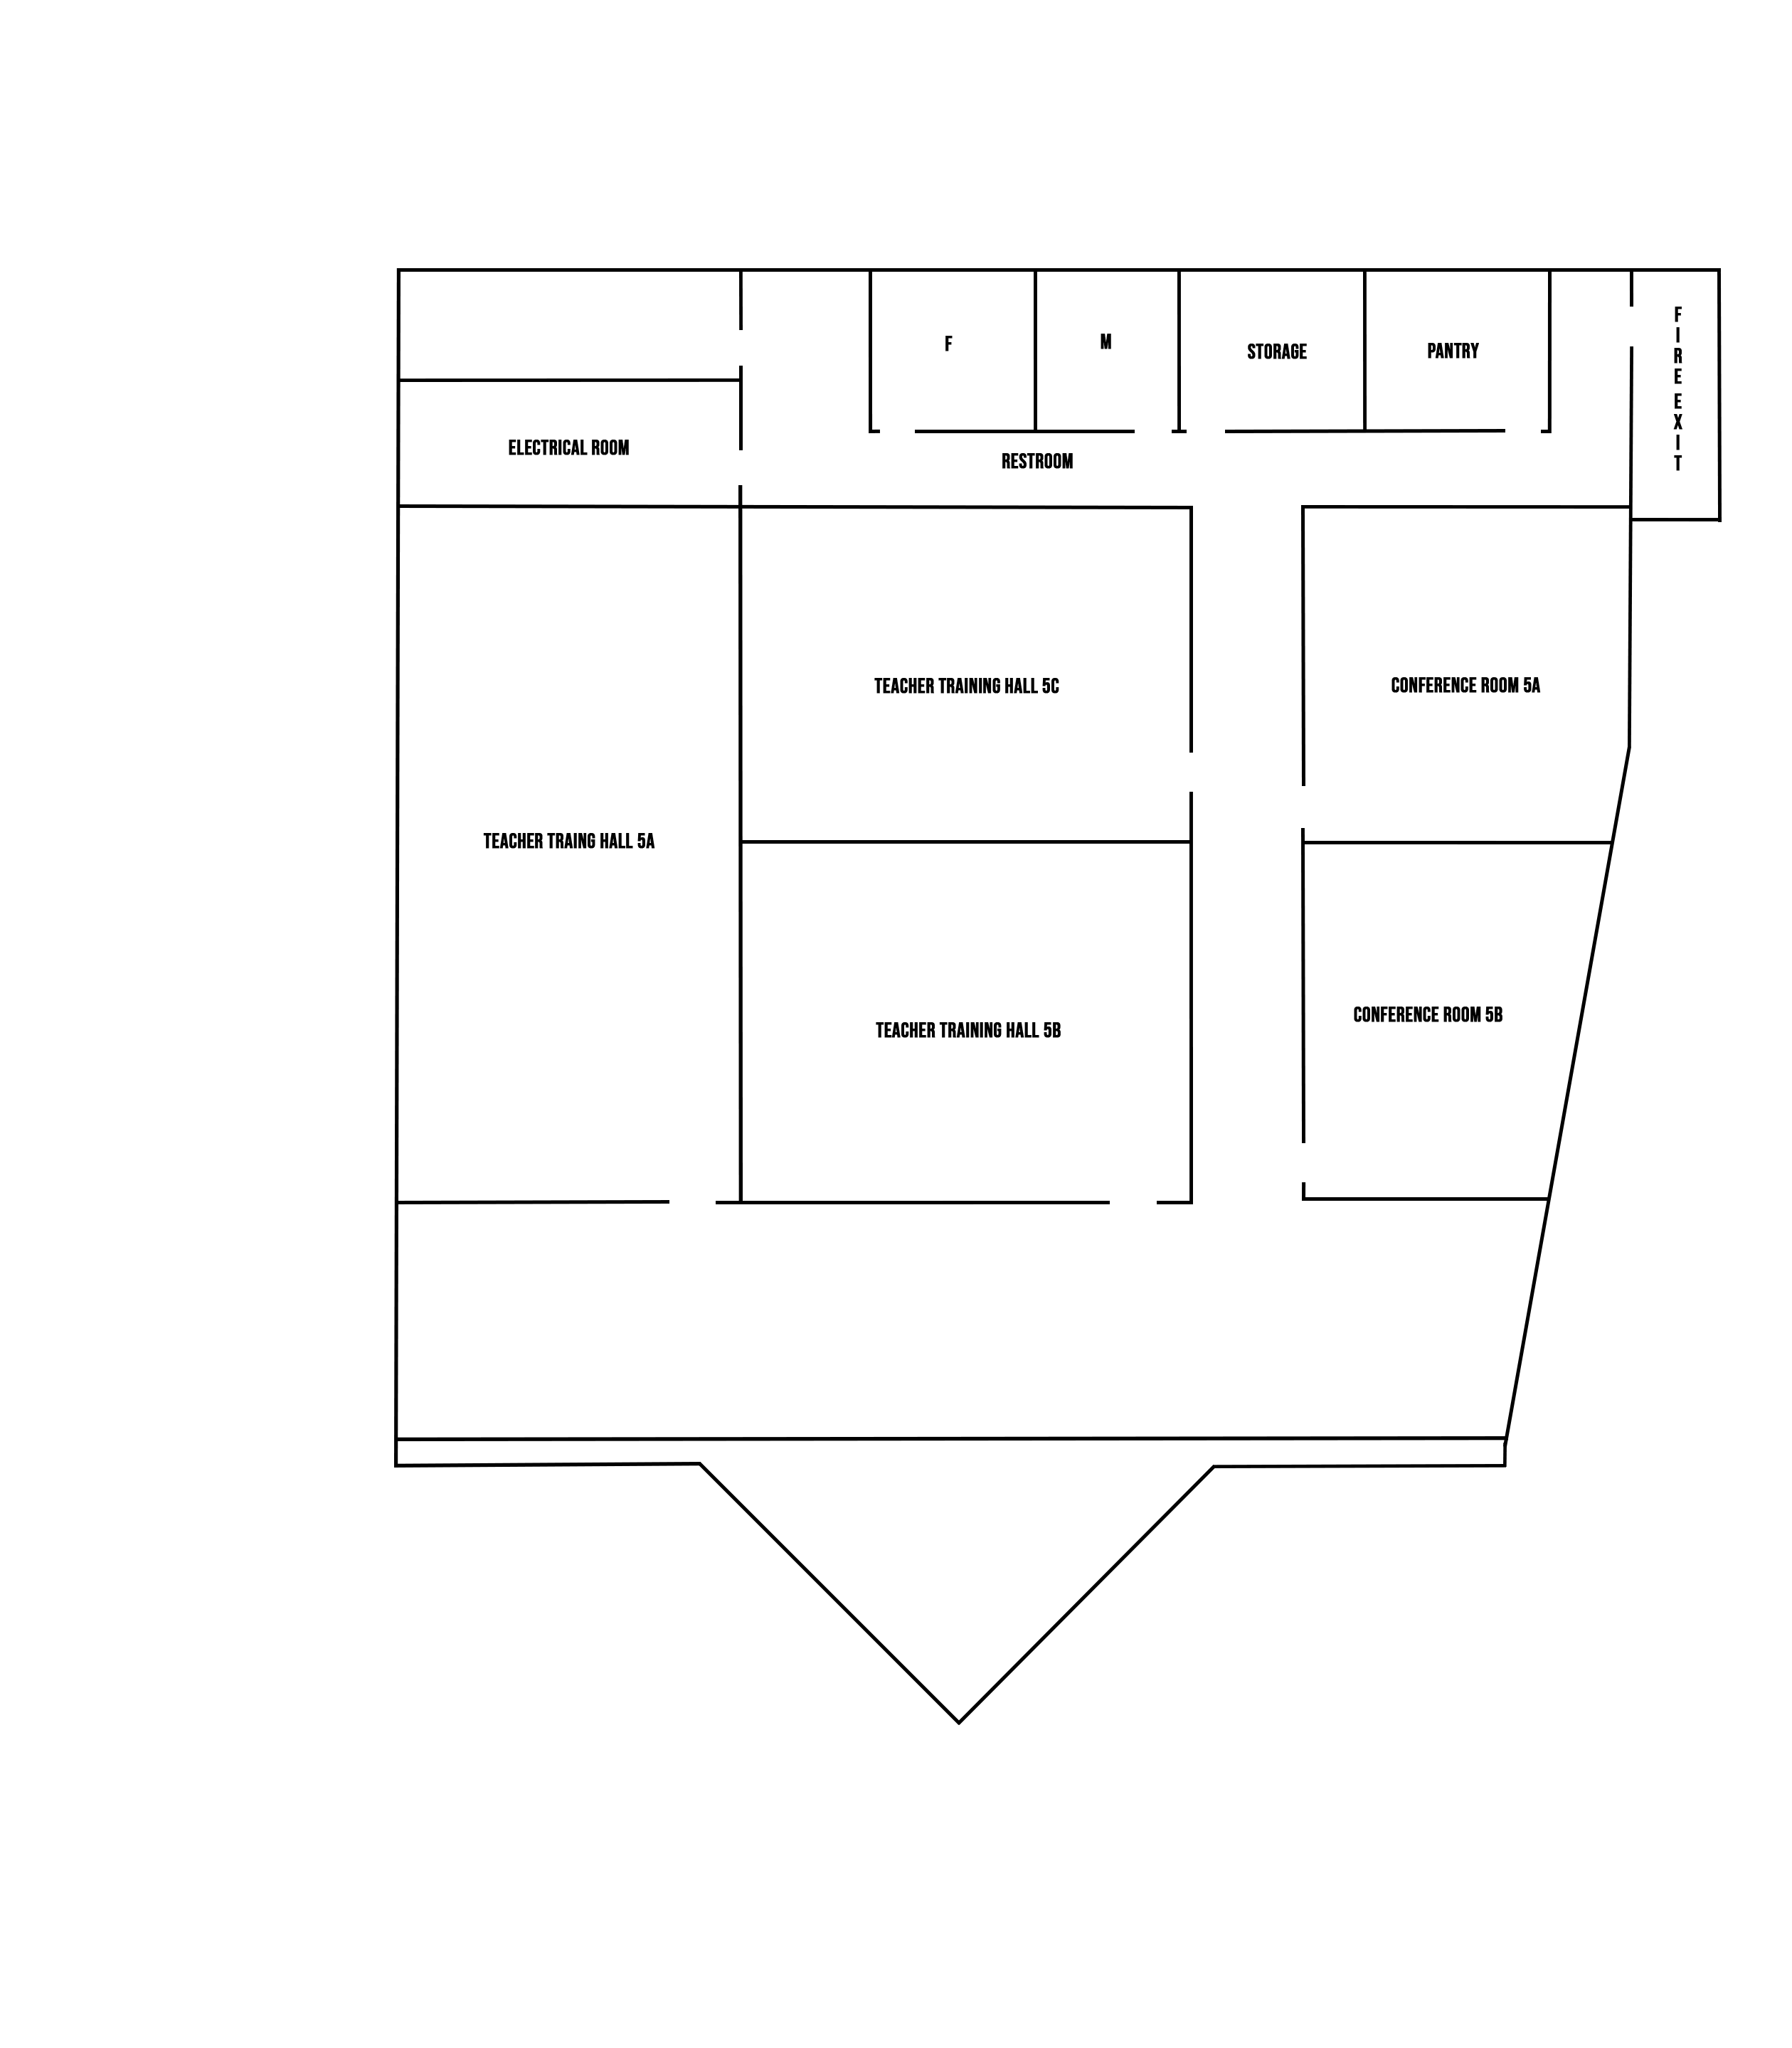 F
M
STORAGE
PANTRY
FIRE EXIT
ELECTRICAL ROOM
RESTROOM
TEACHER TRAINING HALL 5C
CONFERENCE ROOM 5A
TEACHER TRAING HALL 5A
TEACHER TRAINING HALL 5B
CONFERENCE ROOM 5B